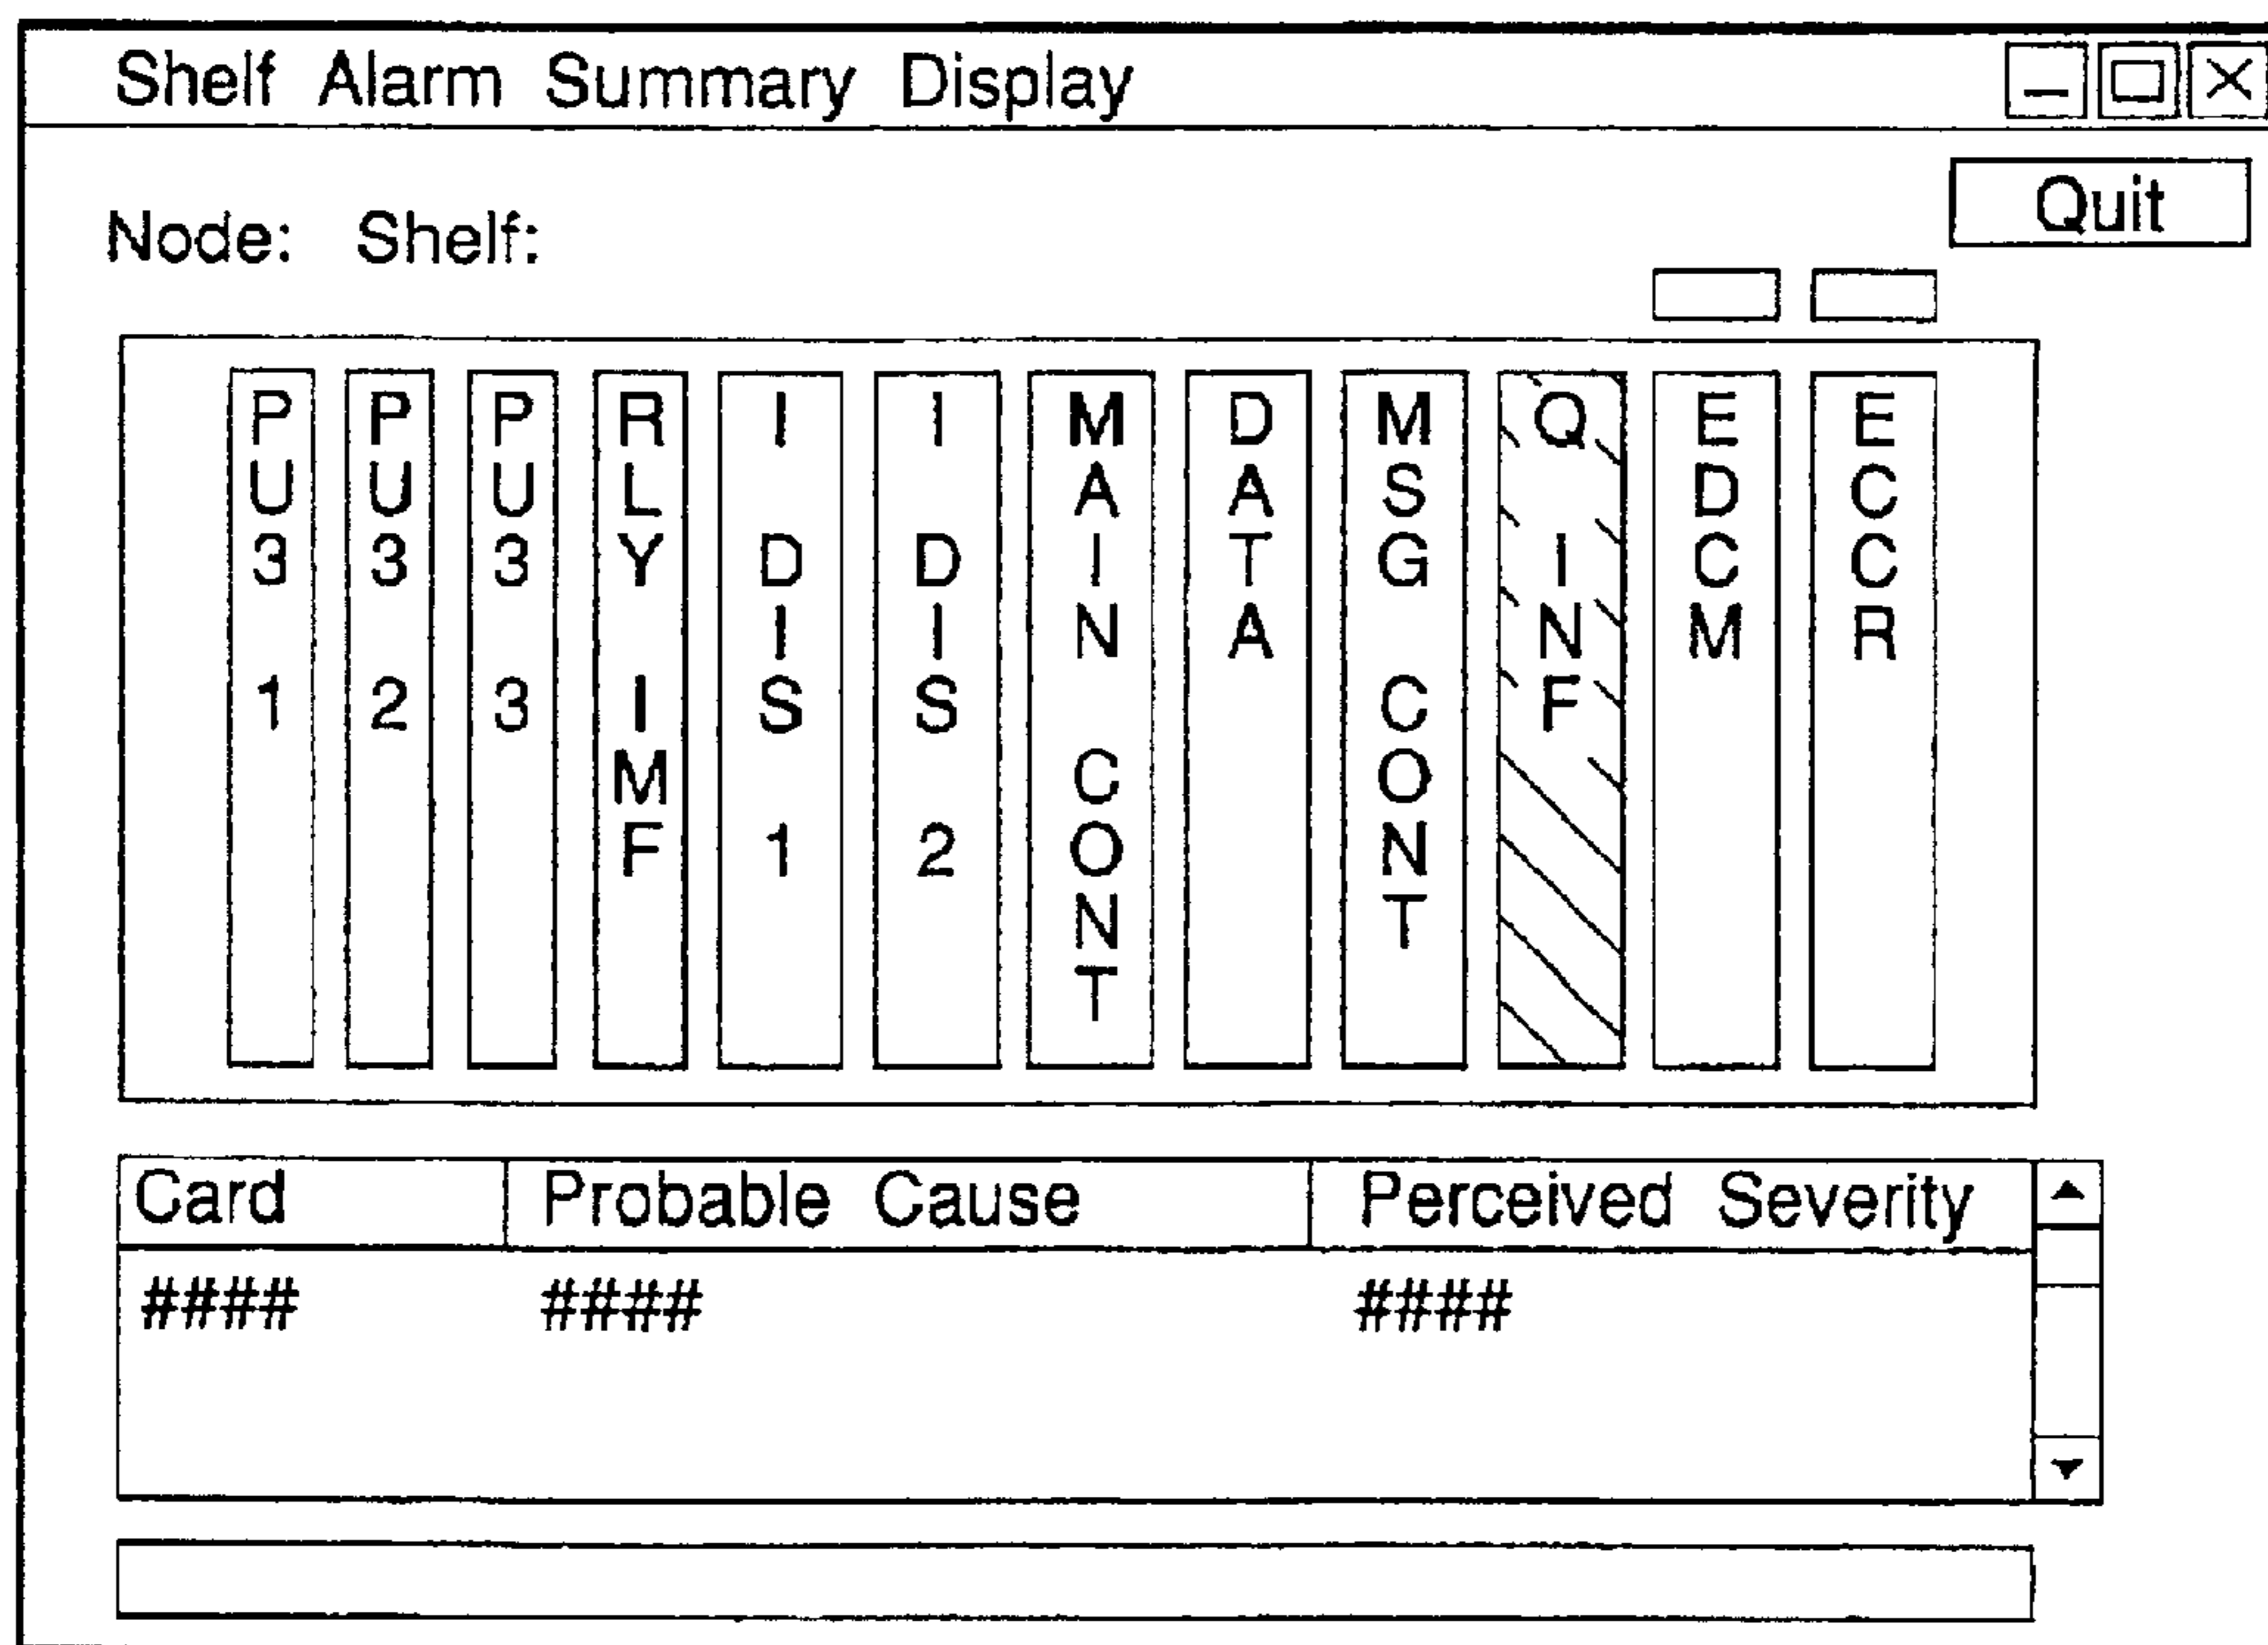 Shelf Alarm Summary Display
Quit
Node: Shelf:
PU3 1
PU3 2
PU3 3
RLY IMF
I DIS 1
I DIS 2
MAIN CONT
DATA
MSG CONT
Q INF
EDCM
ECCR
Card Probable Cause Perceived Severity
#### #### ####